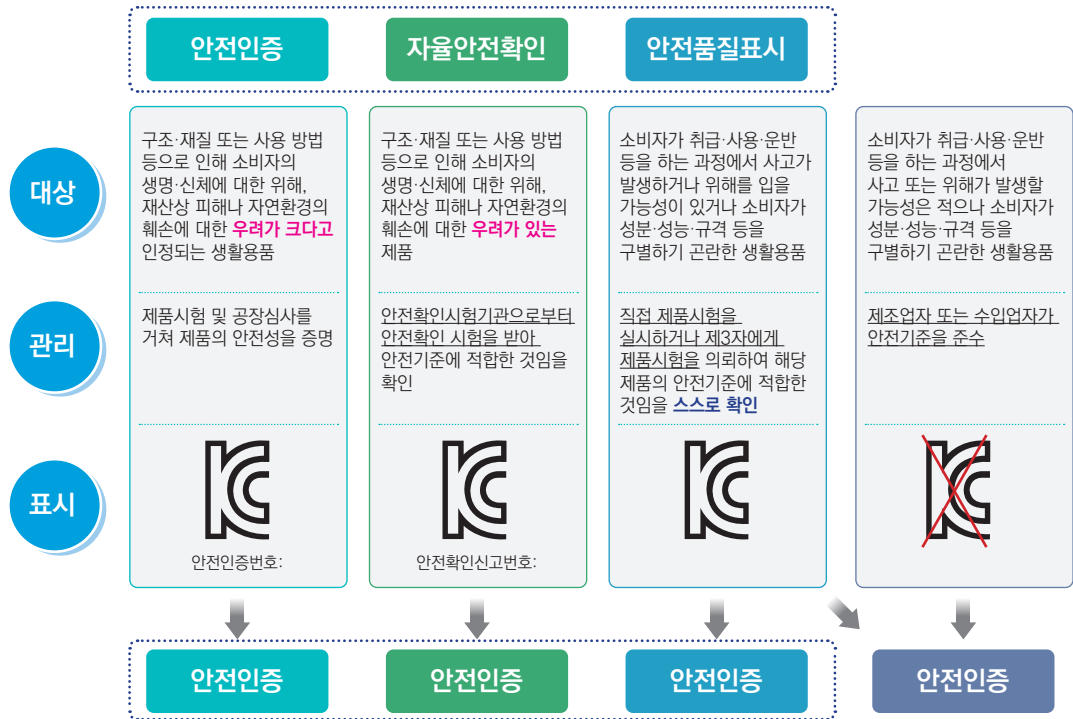 안전인증
자율안전확인
안전품질표시
대상
구조·재질 또는 사용 방법
등으로 인해 소비자의
생명·신체에 대한 위해,
재산상 피해나 자연환경의
훼손에 대한 우려가 크다고
인정되는 생활용품
구조·재질 또는 사용 방법
등으로 인해 소비자의
생명·신체에 대한 위해,
재산상 피해나 자연환경의
훼손에 대한 우려가 있는
제품
소비자가 취급·사용·운반
등을 하는 과정에서 사고가
발생하거나 위해를 입을
가능성이 있거나 소비자가
성분·성능·규격 등을
구별하기 곤란한 생활용품
소비자가 취급·사용·운반
등을 하는 과정에서
사고 또는 위해가 발생할
가능성은 적으나 소비자가
성분·성능·규격 등을
구별하기 곤란한 생활용품
관리
제품시험 및 공장심사를
거쳐 제품의 안전성을 증명
안전확인시험기관으로부터
안전확인 시험을 받아
안전기준에 적합한 것임을
확인
직접 제품시험을
실시하거나 제3자에게
제품시험을 의뢰하여 해당
제품의 안전기준에 적합한
것임을 스스로 확인
제조업자 또는 수입업자가
안전기준을 준수
표시
KC
안전인증번호:
KC
안전확인신고번호:
KC
KC
안전인증
안전인증
안전인증
안전인증